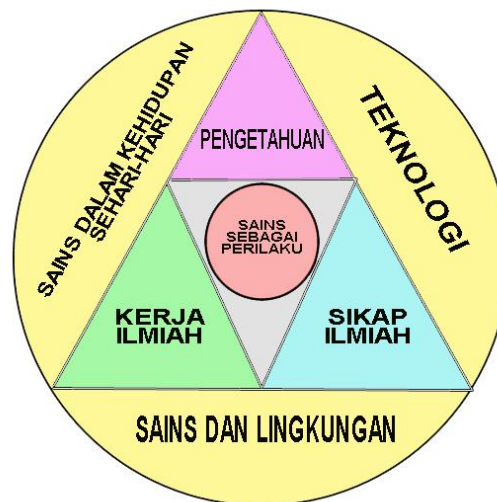 SAINS DALAM KEHIDUPAN
SEHARI-HARI
TEKNOLOGI
PENGETAHUAN
SAINS
SEBAGAI
PERILAKU
KERJA
ILMIAH
SIKAP
ILMIAH
SAINS DAN LINGKUNGAN